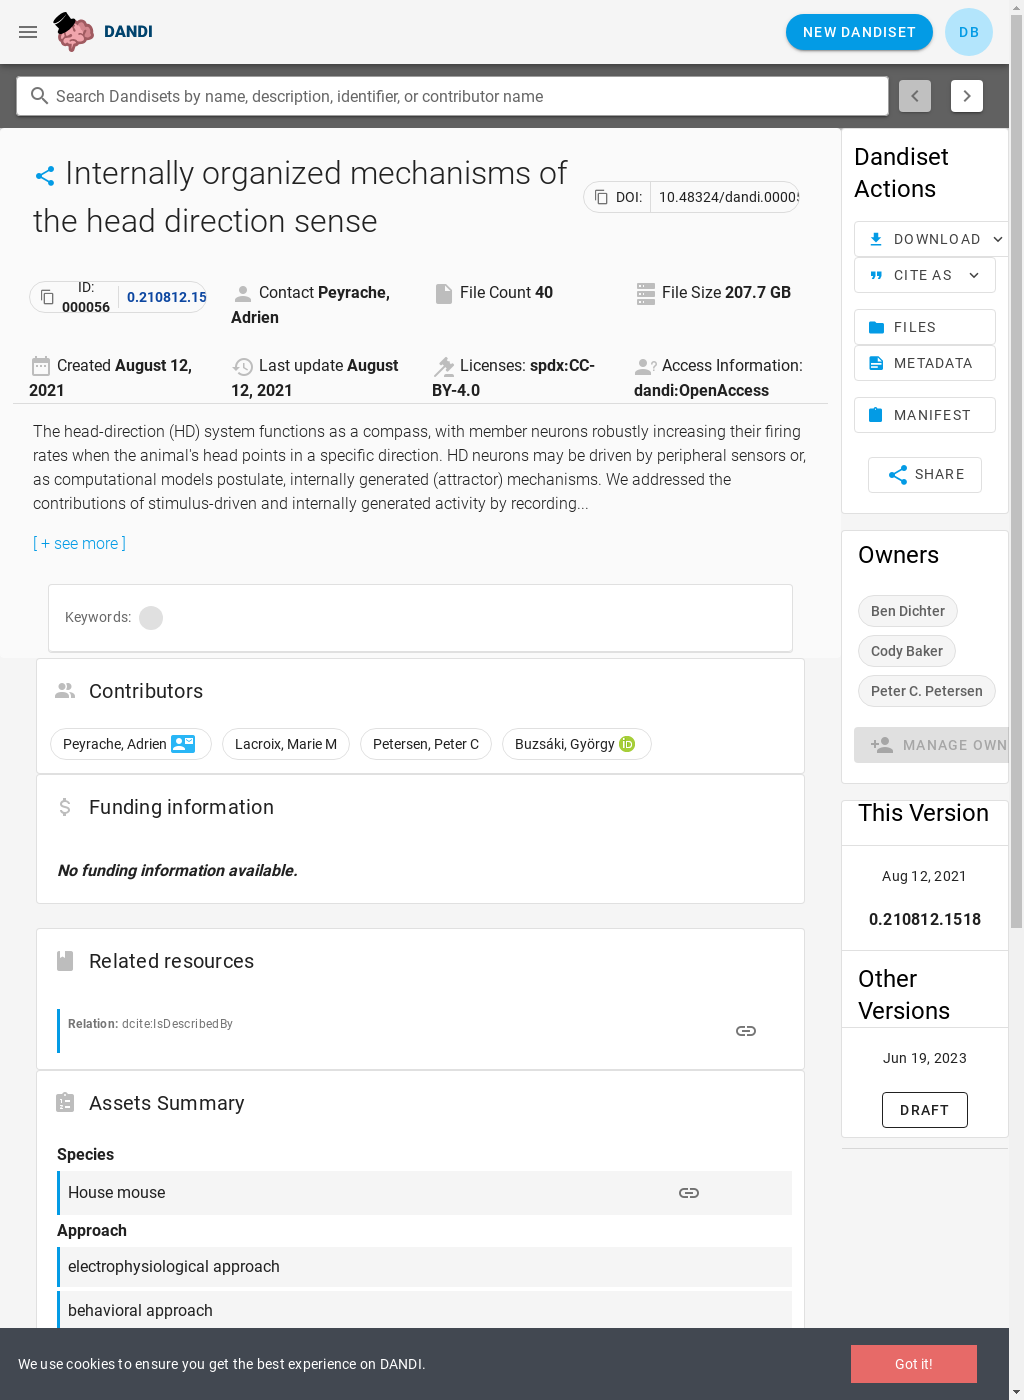 DANDI
NEW DANDISET
DB
Search Dandisets by name, description, identifier, or contributor name
Internally organized mechanisms of
the head direction sense
DOI:
10.48324/dandi.0000
ID:
000056
0.210812.15
Contact Peyrache,
Adrien
File Count 40
File Size 207.7 GB
Created August 12,
2021
Last update August
12, 2021
Licenses: spdx:CC-
BY-4.0
Access Information:
dandi:OpenAccess
The head-direction (HD) system functions as a compass, with member neurons robustly increasing their firing
rates when the animal's head points in a specific direction. HD neurons may be driven by peripheral sensors or,
as computational models postulate, internally generated (attractor) mechanisms. We addressed the
contributions of stimulus-driven and internally generated activity by recording...
[ + see more ]
Keywords:
Contributors
Peyrache, Adrien
Lacroix, Marie M
Petersen, Peter C
Buzsáki, György
iD
Funding information
No funding information available.
Related resources
Relation: dcite:IsDescribedBy
Assets Summary
Species
House mouse
Approach
electrophysiological approach
behavioral approach
Dandiset
Actions
DOWNLOAD
CITE AS
FILES
METADATA
MANIFEST
SHARE
Owners
Ben Dichter
Cody Baker
Peter C. Petersen
MANAGE OWN
This Version
Aug 12, 2021
0.210812.1518
Other
Versions
Jun 19, 2023
DRAFT
We use cookies to ensure you get the best experience on DANDI.
Got it!